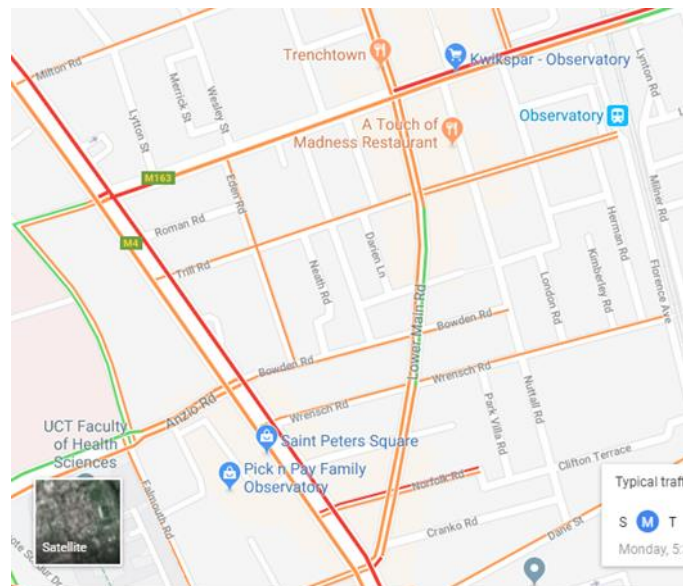 Milton Rd
Lytton St
Merrick St
Wesley St
Trenchtown
Kwikspar - Observatory
Lynton Rd
Observatory
A Touch of
Madness Restaurant
M163
Eden Rd
Roman Rd
M4
Trill Rd
Neath Rd
Darien Ln
Lower Main Rd
Milner Rd
Herman Rd
Kimberley Rd
London Rd
Florence Ave
Bowden Rd
Bowden Rd
Anzio Rd
Wrensch Rd
Wrensch Rd
Park Villa Rd
Nuttall Rd
UCT Faculty
of Health
Sciences
Saint Peters Square
Pick n Pay Family
Observatory
Falmouth Rd
Norfolk Rd
Clifton Terrace
Cranko Rd
Dane St
Satellite
Typical traff
S M T
Monday, 5: